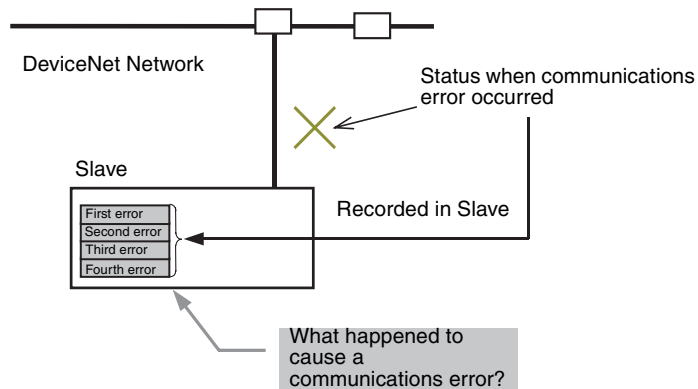 DeviceNet Network
Status when communications
error occurred
Slave
Recorded in Slave
First error
Second error
Third error
Fourth error
What happened to
cause a
communications error?